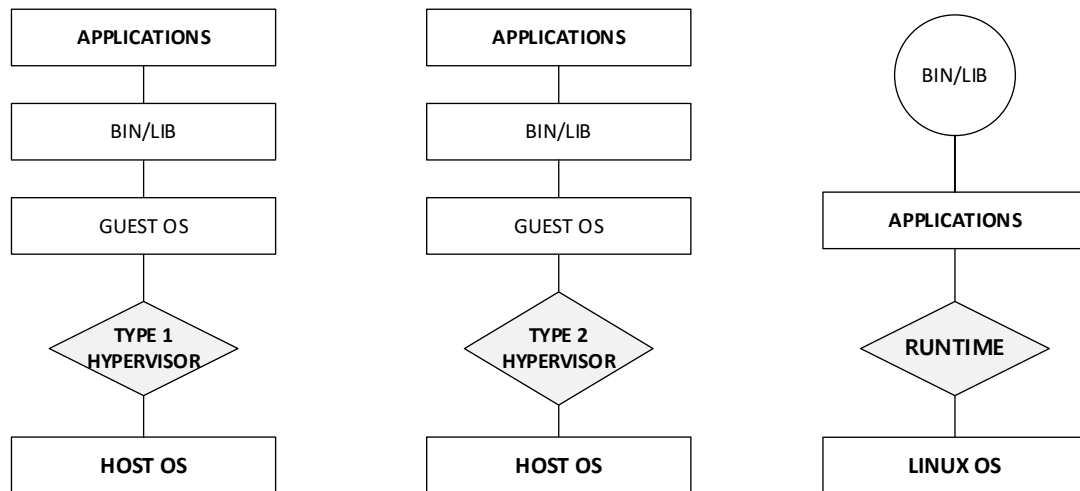 APPLICATIONS
BIN/LIB
GUEST OS
TYPE 1
HYPERVISOR
HOST OS
APPLICATIONS
BIN/LIB
GUEST OS
TYPE 2
HYPERVISOR
HOST OS
BIN/LIB
APPLICATIONS
RUNTIME
LINUX OS